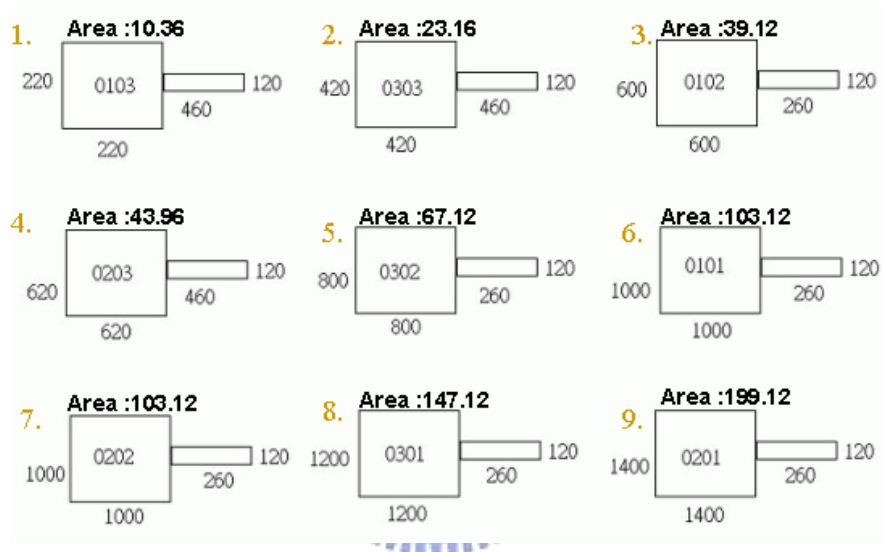 1. Area :10.36
220 0103 120
460
220
2. Area :23.16
420 0303 120
460
420
3. Area :39.12
600 0102 120
260
600
4. Area :43.96
620 0203 120
460
620
5. Area :67.12
800 0302 120
260
800
6. Area :103.12
1000 0101 120
260
1000
7. Area :103.12
1000 0202 120
260
1000
8. Area :147.12
1200 0301 120
260
1200
9. Area :199.12
1400 0201 120
260
1400